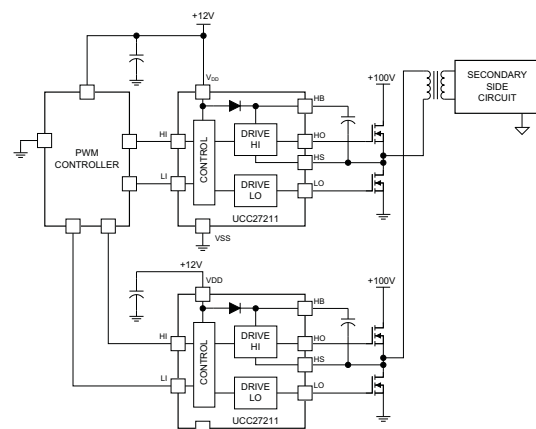 +12V
VDD
+100V
HB
SECONDARY
SIDE
CIRCUIT
PWM
CONTROLLER
HI
CONTROL
DRIVE
HI
HO
HS
LI
DRIVE
LO
LO
UCC27211
VSS
+12V
VDD
+100V
HB
HI
CONTROL
DRIVE
HI
HO
HS
LI
DRIVE
LO
LO
UCC27211